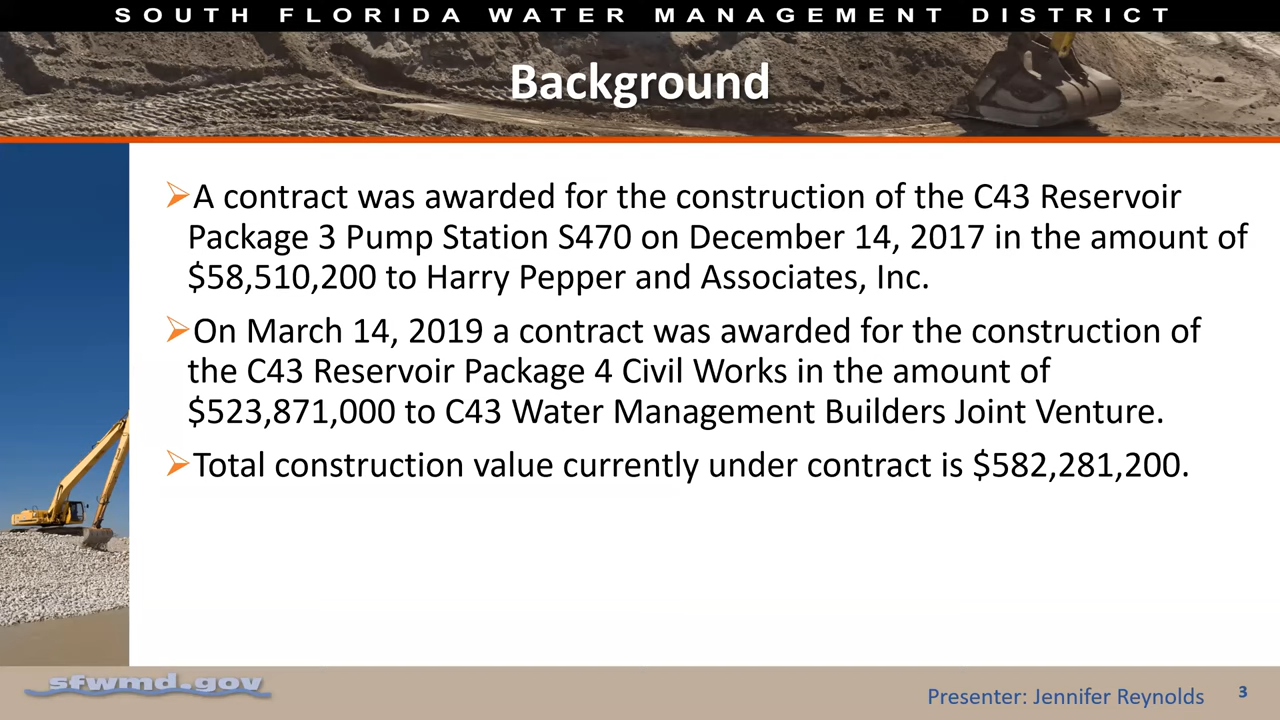 SOUTH FLORIDA WATER MANAGEMENT DISTRICT
Background
➢A contract was awarded for the construction of the C43 Reservoir
Package 3 Pump Station S470 on December 14, 2017 in the amount of
$58,510,200 to Harry Pepper and Associates, Inc.
➢On March 14, 2019 a contract was awarded for the construction of
the C43 Reservoir Package 4 Civil Works in the amount of
$523,871,000 to C43 Water Management Builders Joint Venture.
➢Total construction value currently under contract is $582,281,200.
sfwmd.gov
Presenter: Jennifer Reynolds
3